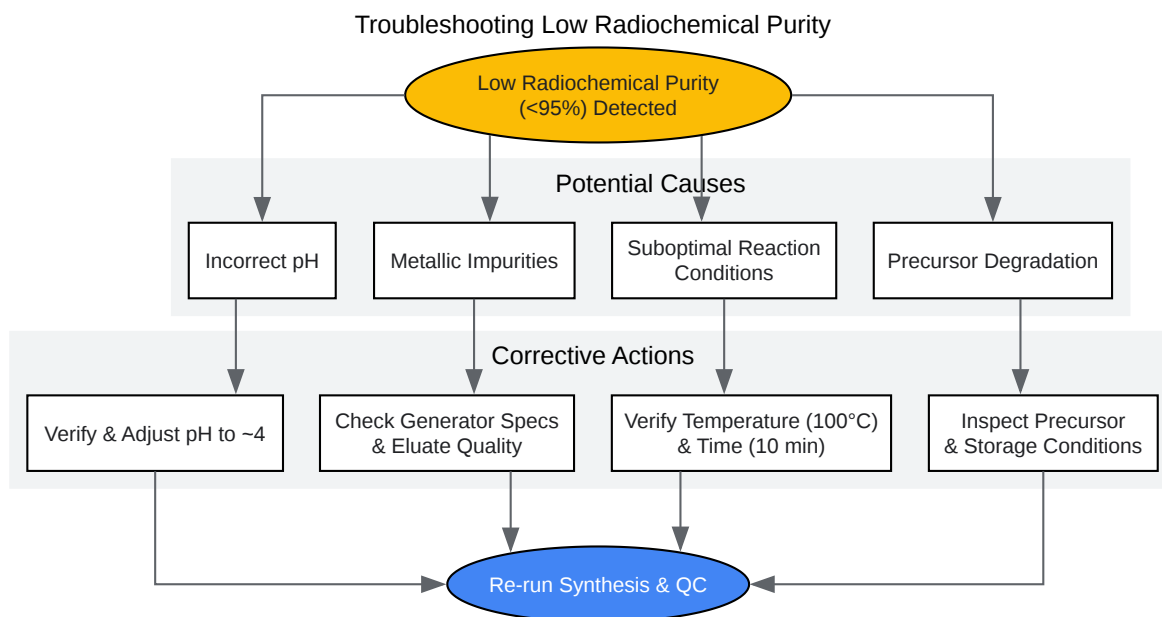 Troubleshooting Low Radiochemical Purity
Low Radiochemical Purity
(<95%) Detected
Potential Causes
Incorrect pH
Metallic Impurities
Suboptimal Reaction
Conditions
Precursor Degradation
Corrective Actions
Verify & Adjust pH to ~4
Check Generator Specs
& Eluate Quality
Verify Temperature (100°C)
& Time (10 min)
Inspect Precursor
& Storage Conditions
Re-run Synthesis & QC